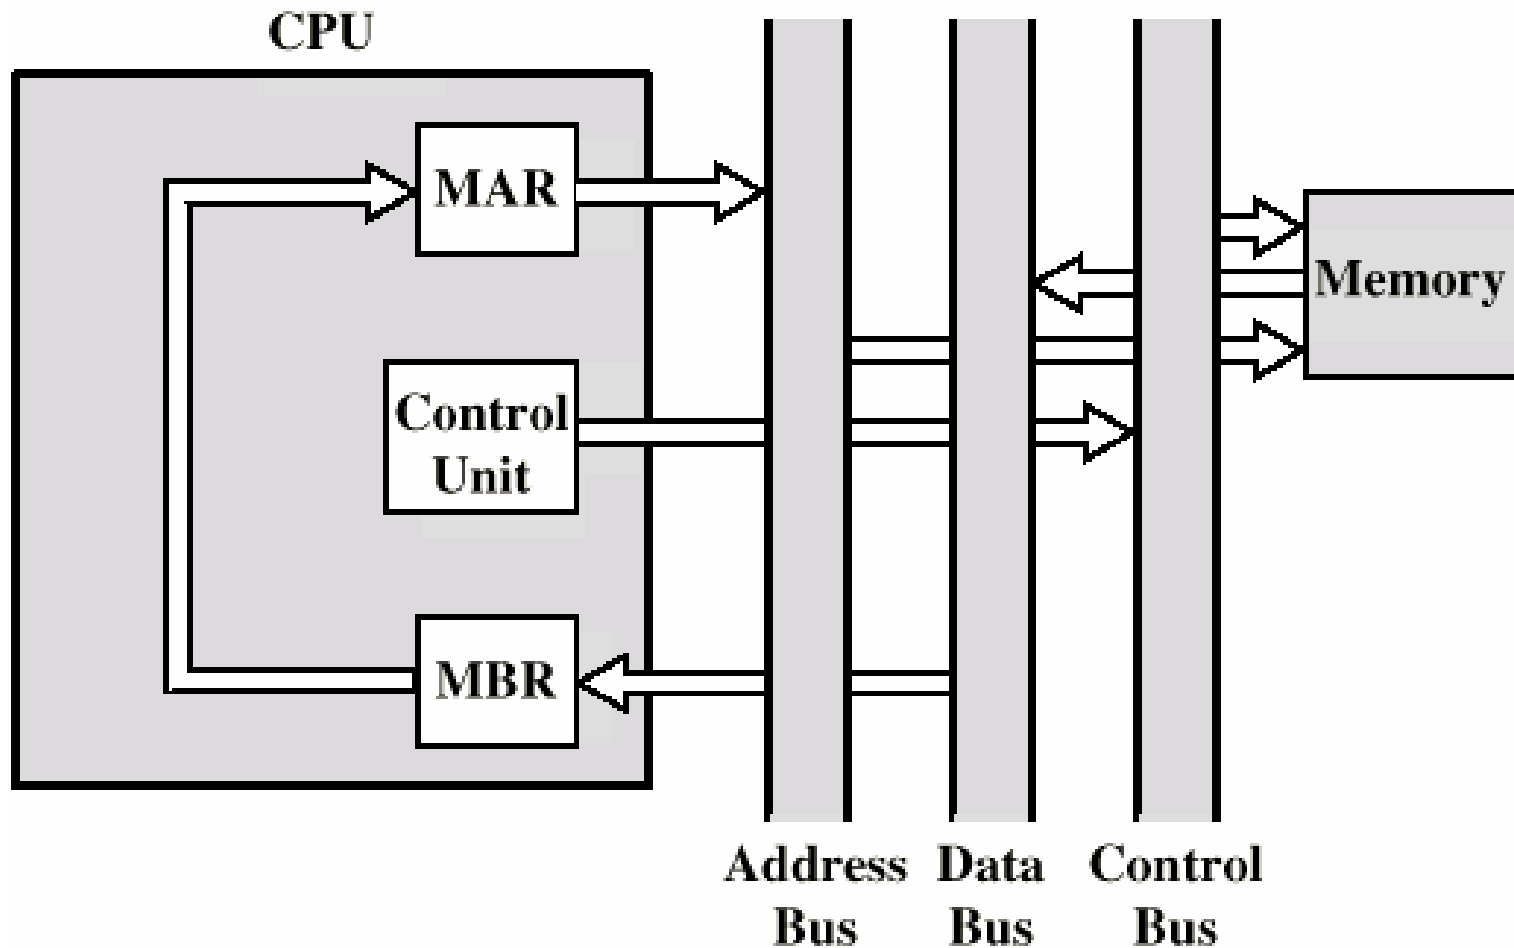 CPU
MAR
Memory
Control
Unit
MBR
Address Bus
Data Bus
Control Bus